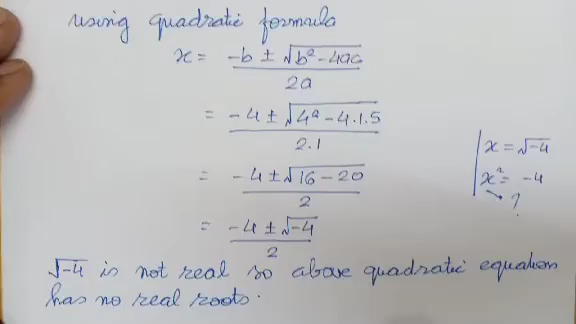 using quadratic formula
x = -b ± √b² - 4ac
2a
= -4 ± √4² - 4.1.5
2.1
= -4 ± √16 - 20
2
= -4 ± √-4
2
x = √-4
x² = -4
→ ?
√-4 is not real so above quadratic equation
has no real roots.